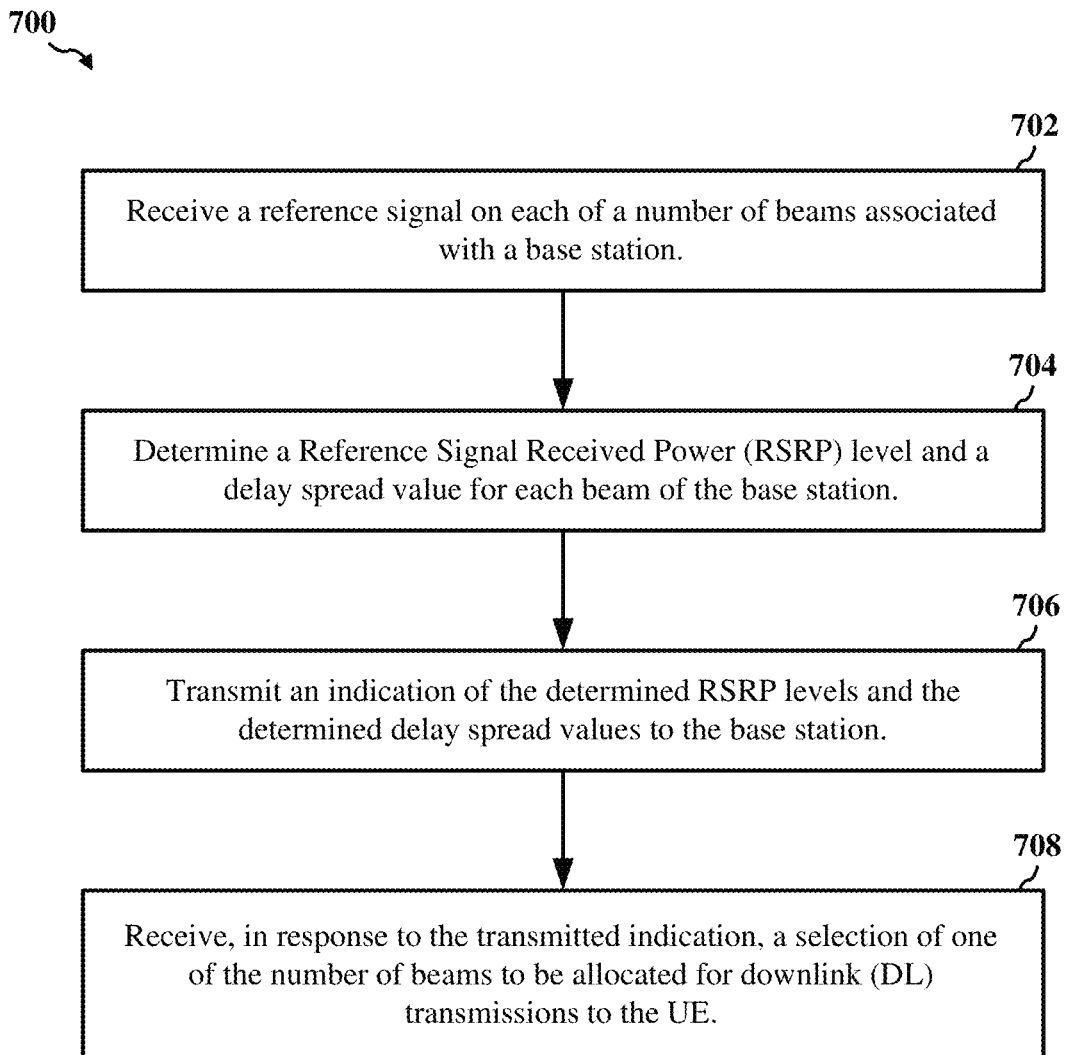 700
702
Receive a reference signal on each of a number of beams associated
with a base station.
704
Determine a Reference Signal Received Power (RSRP) level and a
delay spread value for each beam of the base station.
706
Transmit an indication of the determined RSRP levels and the
determined delay spread values to the base station.
708
Receive, in response to the transmitted indication, a selection of one
of the number of beams to be allocated for downlink (DL)
transmissions to the UE.